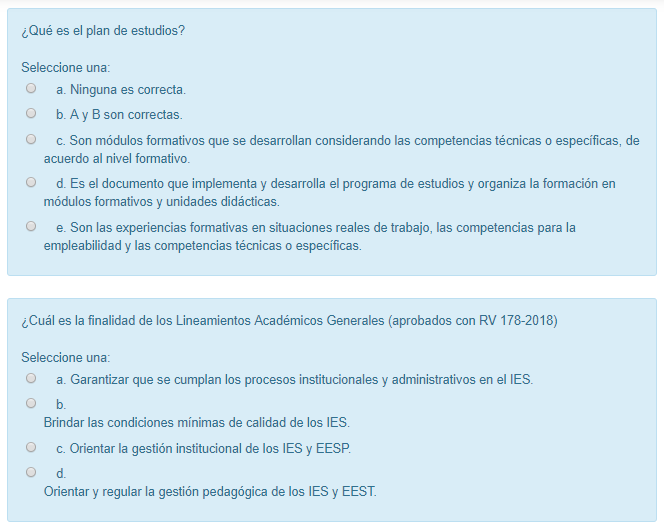 ¿Qué es el plan de estudios?
Seleccione una:
a. Ninguna es correcta.
b. A y B son correctas.
c. Son módulos formativos que se desarrollan considerando las competencias técnicas o específicas, de
acuerdo al nivel formativo.
d. Es el documento que implementa y desarrolla el programa de estudios y organiza la formación en
módulos formativos y unidades didácticas.
e. Son las experiencias formativas en situaciones reales de trabajo, las competencias para la
empleabilidad y las competencias técnicas o específicas.
¿Cuál es la finalidad de los Lineamientos Académicos Generales (aprobados con RV 178-2018)
Seleccione una:
a. Garantizar que se cumplan los procesos institucionales y administrativos en el IES.
b.
Brindar las condiciones mínimas de calidad de los IES.
c. Orientar la gestión institucional de los IES y EESP.
d.
Orientar y regular la gestión pedagógica de los IES y EEST.